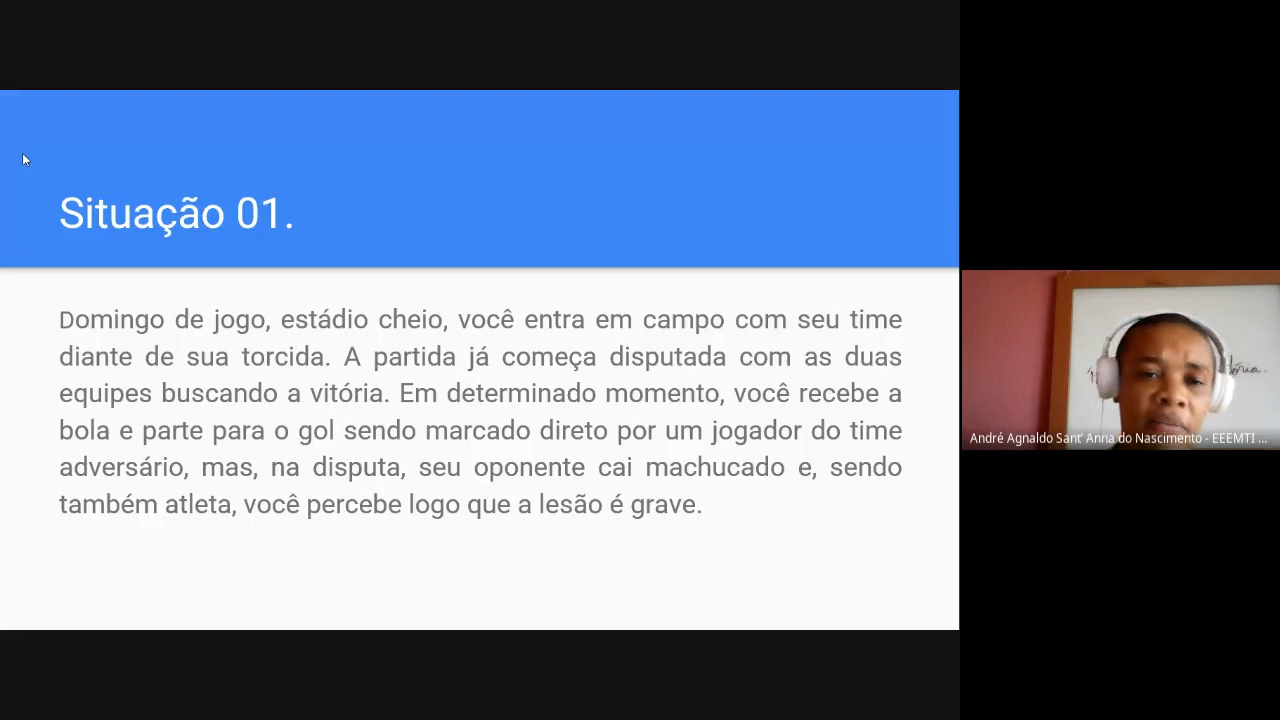 Situação 01.
Domingo de jogo, estádio cheio, você entra em campo com seu time
diante de sua torcida. A partida já começa disputada com as duas
equipes buscando a vitória. Em determinado momento, você recebe a
bola e parte para o gol sendo marcado direto por um jogador do time
adversário, mas, na disputa, seu oponente cai machucado e, sendo
também atleta, você percebe logo que a lesão é grave.
André Agnaldo Sant' Anna do Nascimento - EEEMTI ...